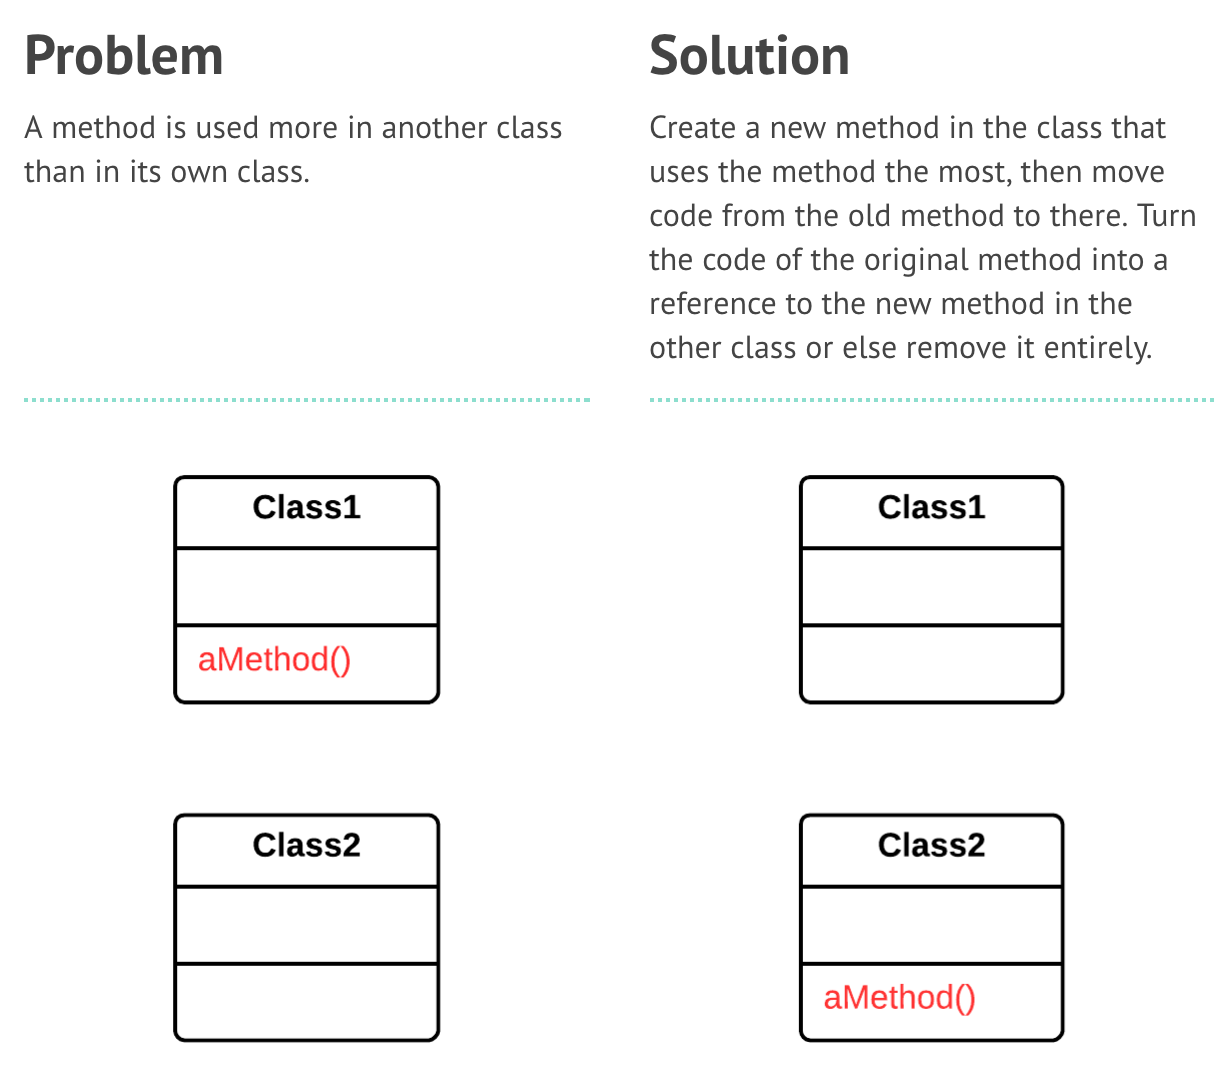 Problem
A method is used more in another class
than in its own class.
Solution
Create a new method in the class that
uses the method the most, then move
code from the old method to there. Turn
the code of the original method into a
reference to the new method in the
other class or else remove it entirely.
Class1
aMethod()
Class2
Class1
Class2
aMethod()